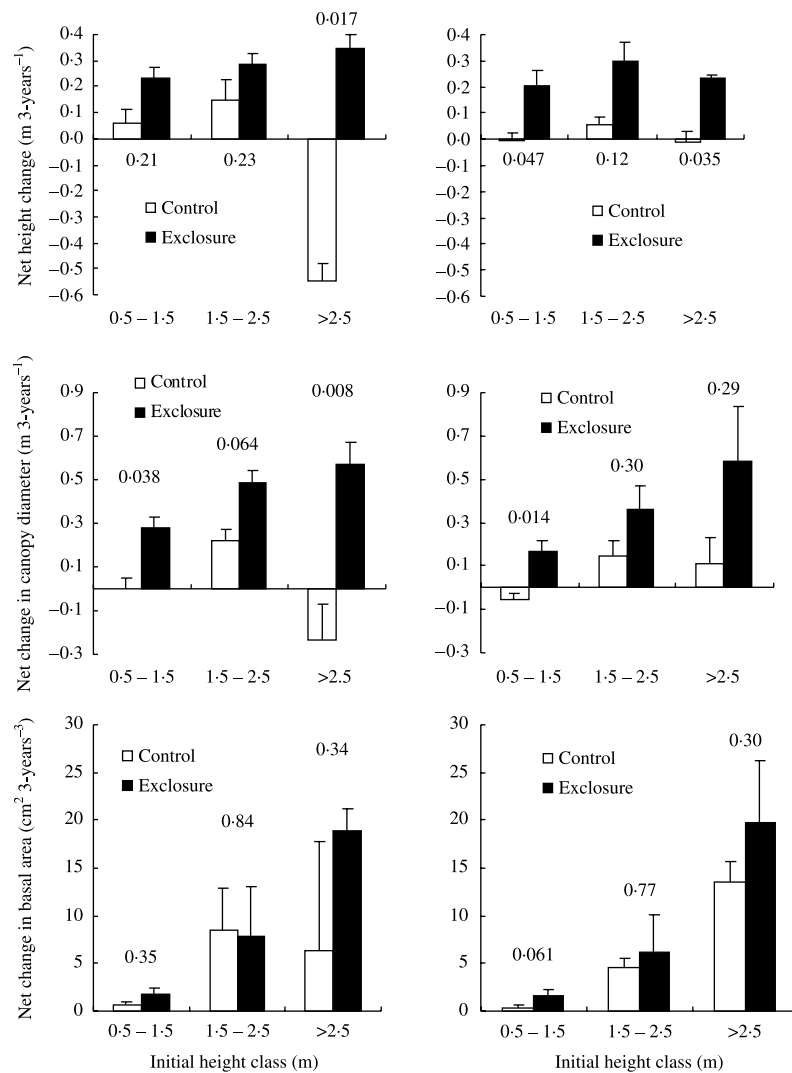 Net height change (m 3-years⁻¹)
0·4
0·3
0·2
0·1
0·0
–0·1
–0·2
–0·3
–0·4
–0·5
–0·6
0·21
0·23
0·017
Control
Exclosure
0·5 – 1·5
1·5 – 2·5
>2·5
0·4
0·3
0·2
0·1
0·0
–0·1
–0·2
–0·3
–0·4
–0·5
–0·6
0·047
0·12
0·035
Control
Exclosure
0·5 – 1·5
1·5 – 2·5
>2·5
Net change in canopy diameter (m 3-years⁻¹)
0·9
0·7
0·5
0·3
0·1
–0·1
–0·3
Control
Exclosure
0·038
0·064
0·008
0·5 – 1·5
1·5 – 2·5
>2·5
0·9
0·7
0·5
0·3
0·1
–0·1
–0·3
Control
Exclosure
0·014
0·30
0·29
0·5 – 1·5
1·5 – 2·5
>2·5
Net change in basal area (cm² 3-years⁻³)
30
25
20
15
10
5
0
Control
Exclosure
0·35
0·84
0·34
0·5 – 1·5
1·5 – 2·5
>2·5
Initial height class (m)
30
25
20
15
10
5
0
Control
Exclosure
0·061
0·77
0·30
0·5 – 1·5
1·5 – 2·5
>2·5
Initial height class (m)